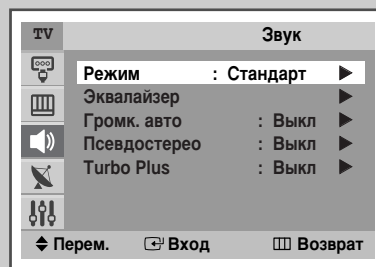 TV Звук
Режим : Стандарт ▶
Эквалайзер ▶
Громк. авто : Выкл ▶
Псевдостерео : Выкл ▶
Turbo Plus : Выкл ▶
Перем. Вход Возврат